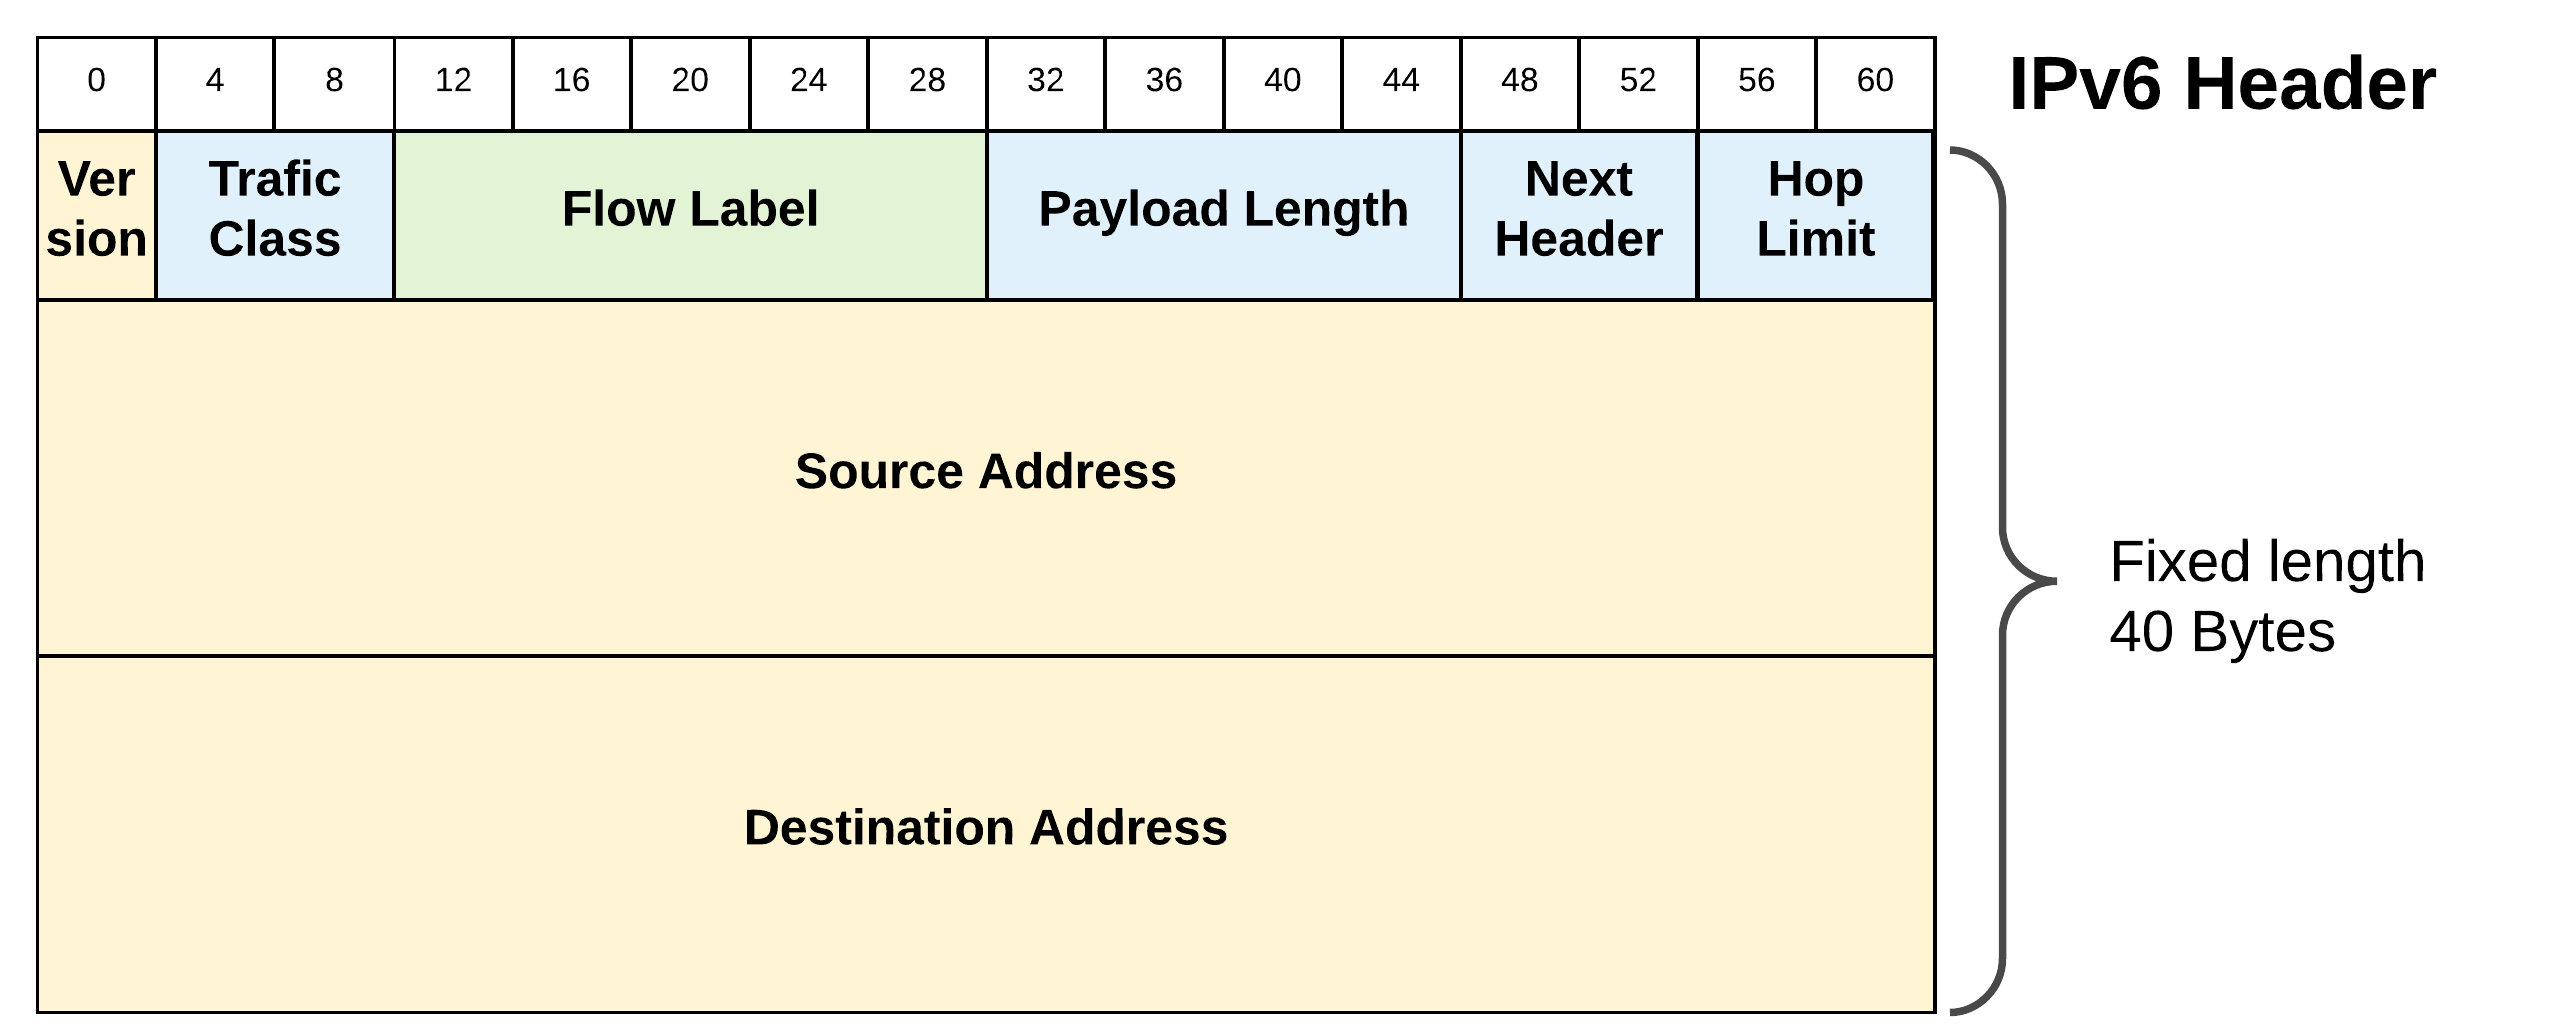 0 4 8 12 16 20 24 28 32 36 40 44 48 52 56 60
IPv6 Header
Ver
sion
Trafic
Class
Flow Label
Payload Length
Next
Header
Hop
Limit
Source Address
Fixed length
40 Bytes
Destination Address